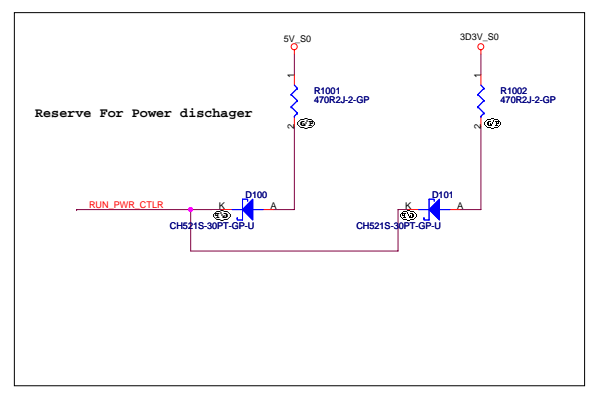 5V_S0
3D3V_S0
1
R1001
470R2J-2-GP
2
1
R1002
470R2J-2-GP
2
Reserve For Power dischager
RUN_PWR_CTLR
D100
K
A
CH521S-30PT-GP-U
D101
K
A
CH521S-30PT-GP-U